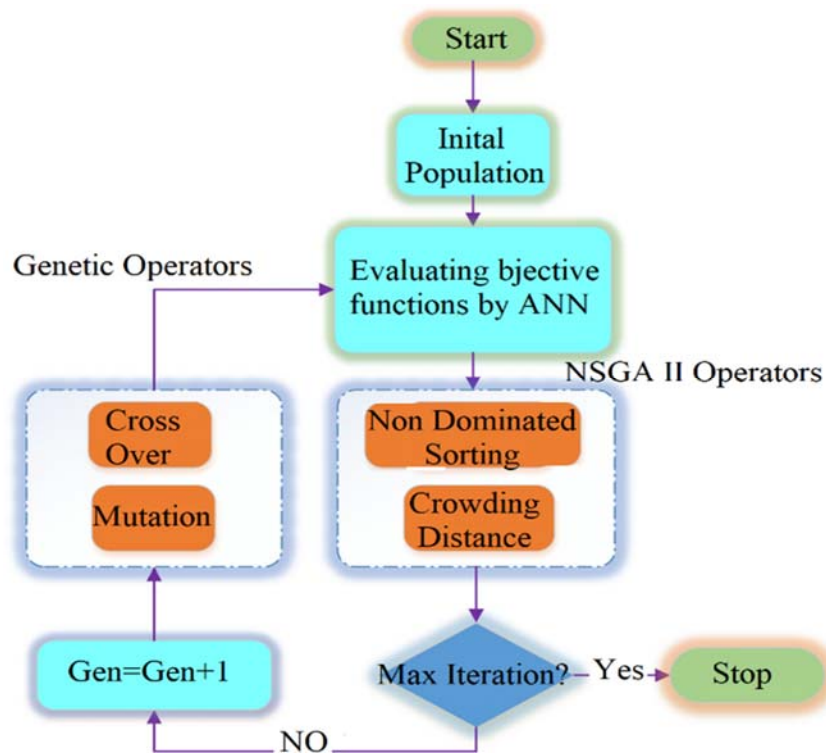 Start
Inital
Population
Genetic Operators
Evaluating bjective
functions by ANN
NSGA II Operators
Cross
Over
Mutation
Non Dominated
Sorting
Crowding
Distance
Gen=Gen+1
Max Iteration?
Yes
Stop
NO